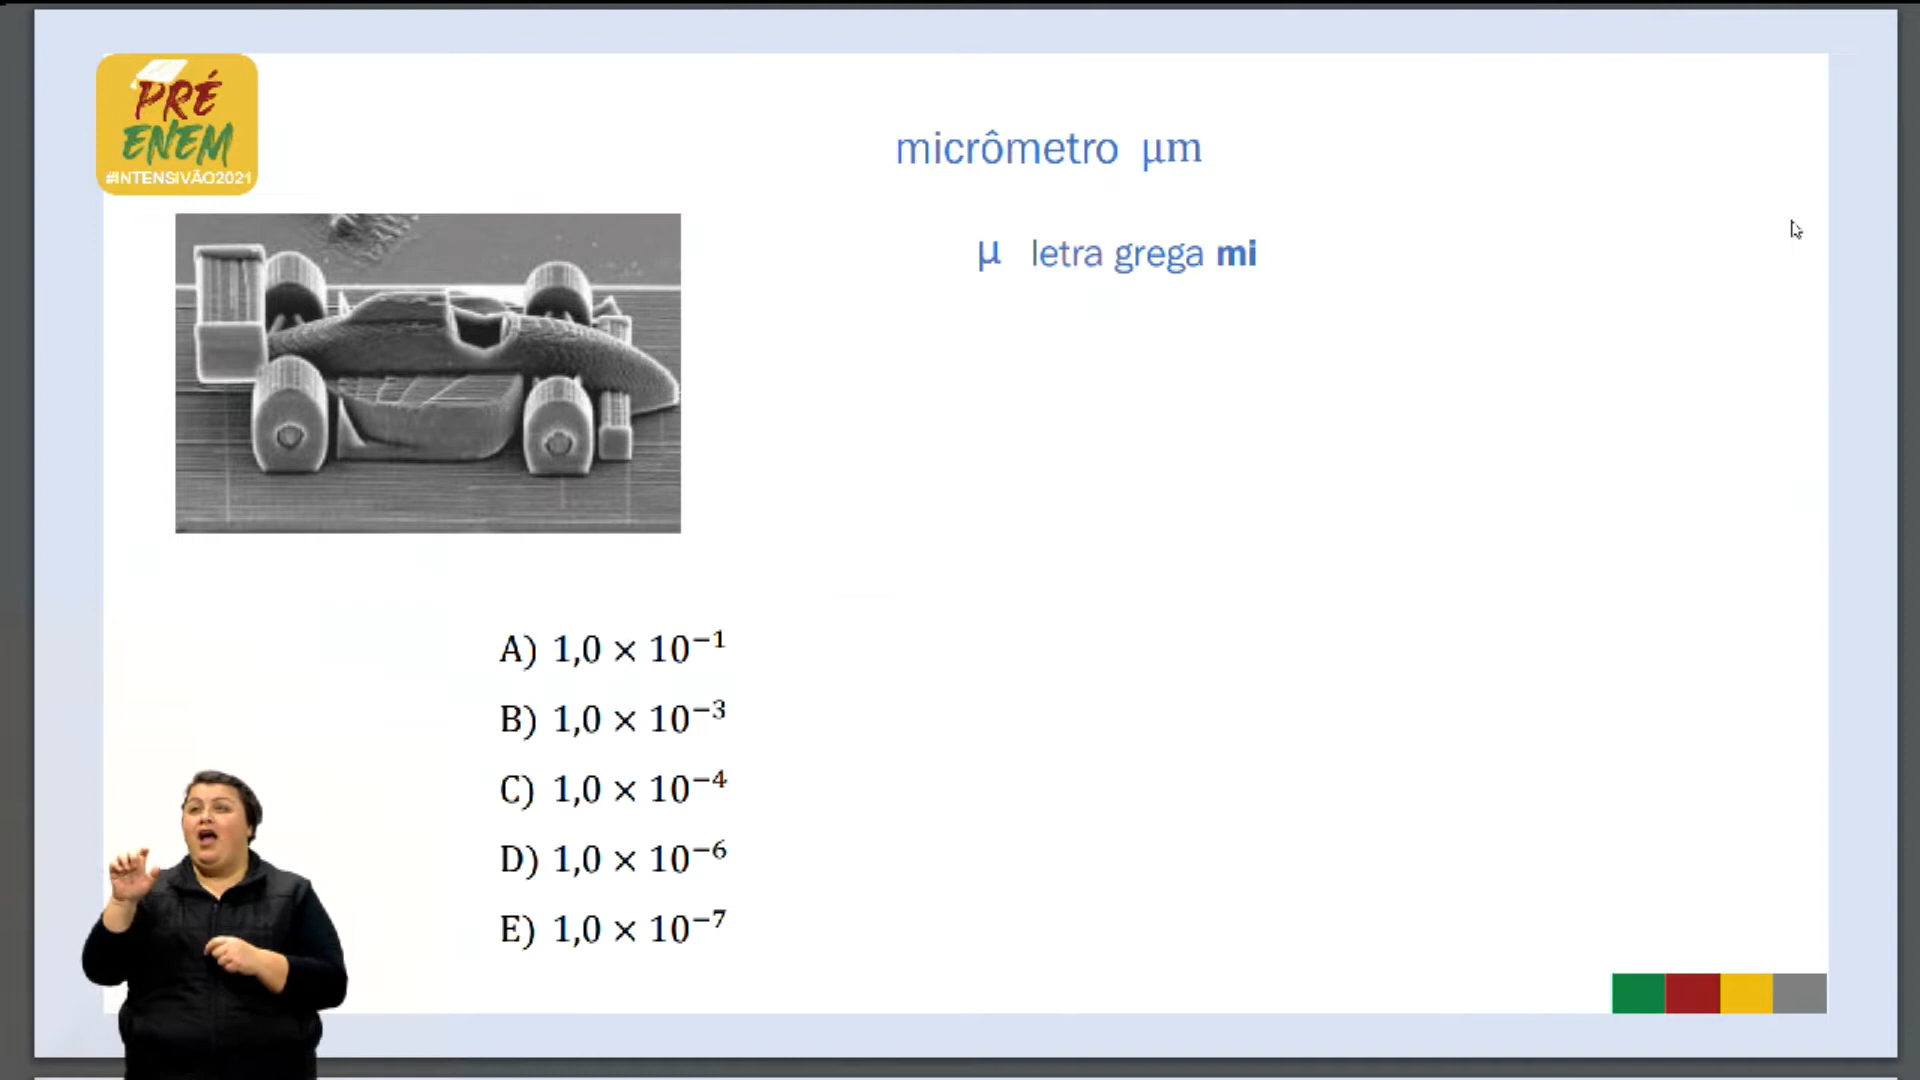 PRÉ
ENEM
#INTENSIVÃO2021
micrômetro μm
μ letra grega mi
A) 1,0 × 10⁻¹
B) 1,0 × 10⁻³
C) 1,0 × 10⁻⁴
D) 1,0 × 10⁻⁶
E) 1,0 × 10⁻⁷